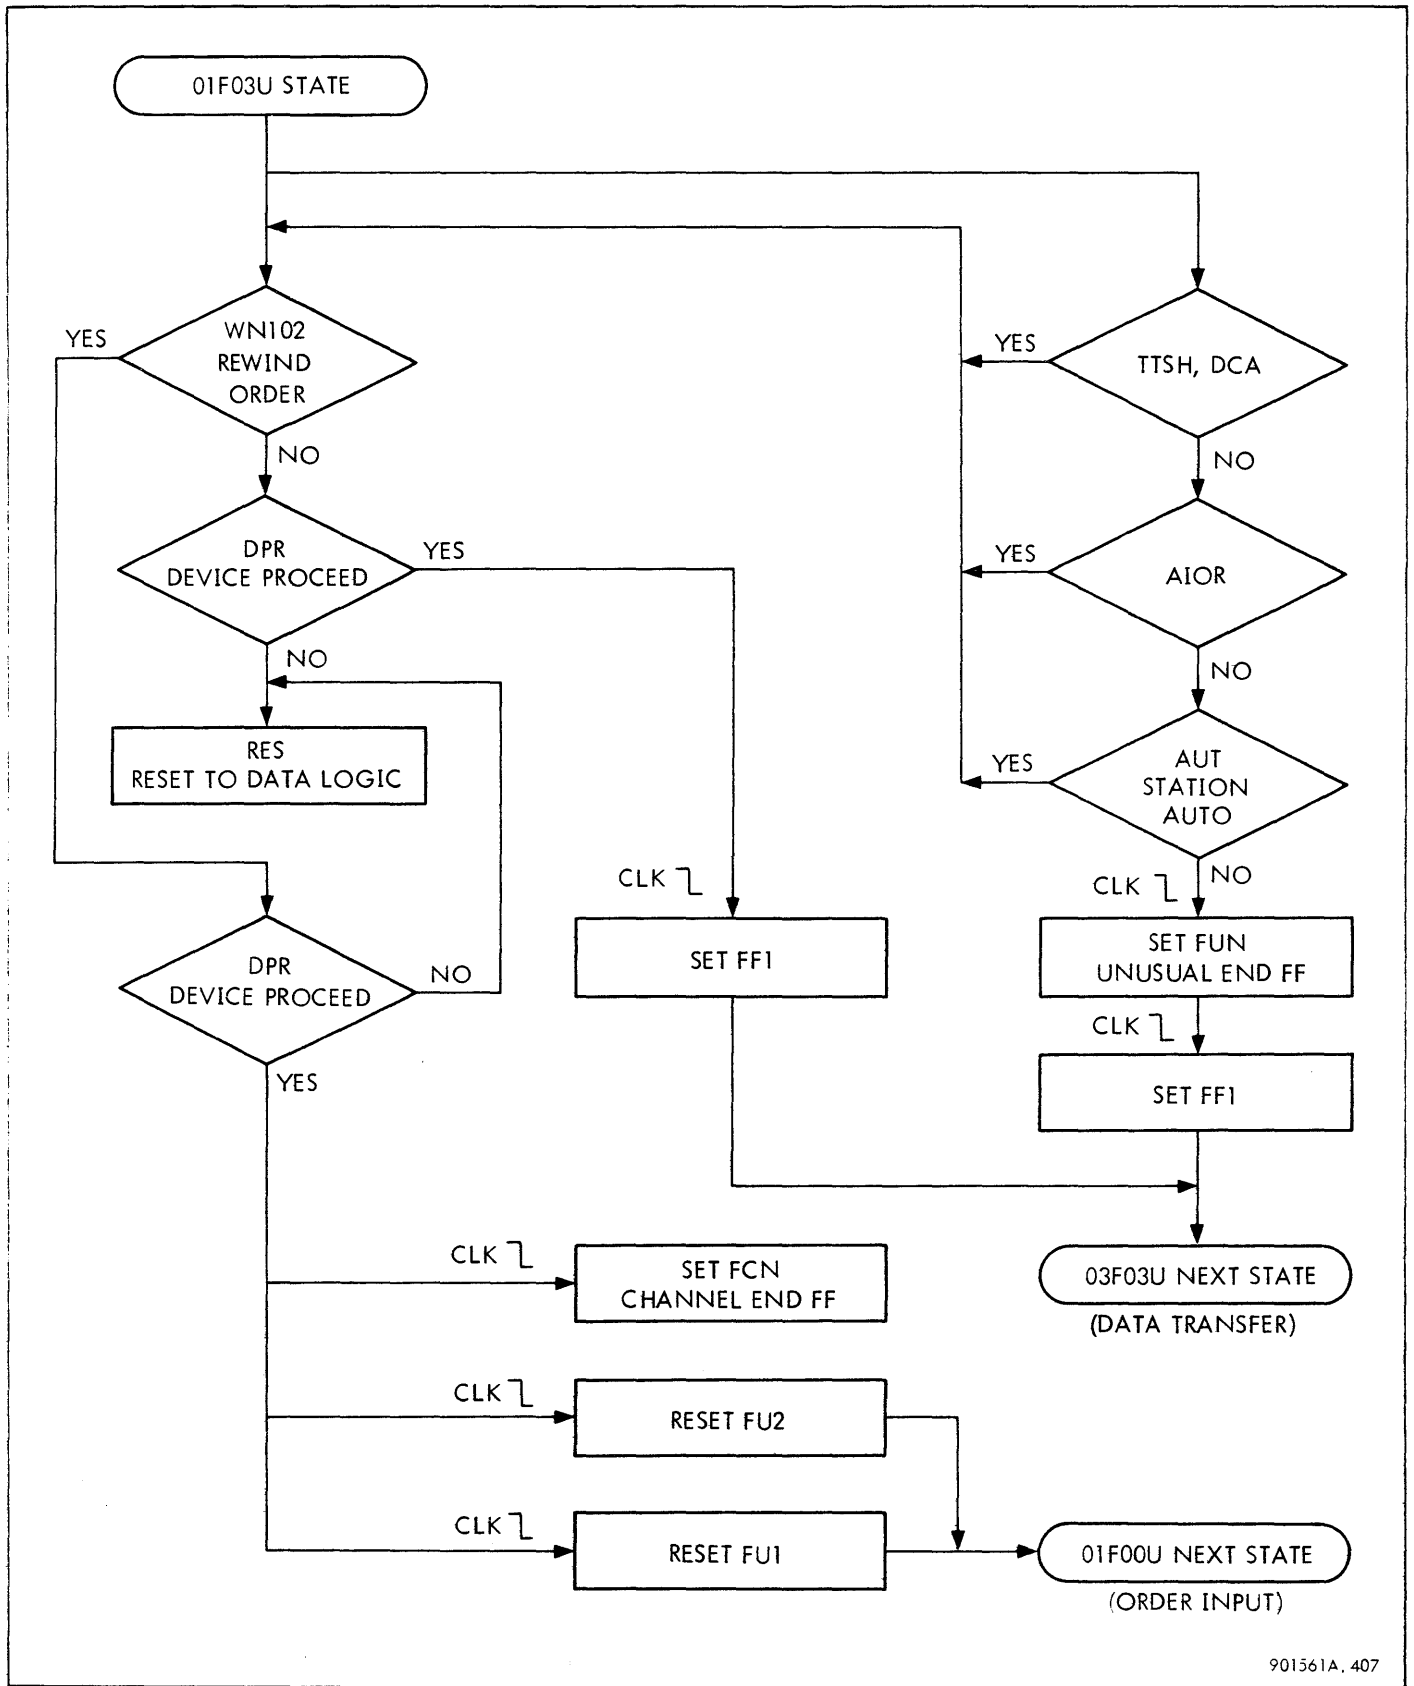 01F03U STATE
WN102
REWIND
ORDER
YES
NO
TTSH, DCA
YES
NO
DPR
DEVICE PROCEED
YES
NO
AIOR
YES
NO
RES
RESET TO DATA LOGIC
AUT
STATION
AUTO
YES
NO
CLK
CLK
SET FF1
SET FUN
UNUSUAL END FF
DPR
DEVICE PROCEED
NO
YES
CLK
SET FF1
CLK
SET FCN
CHANNEL END FF
03F03U NEXT STATE
(DATA TRANSFER)
CLK
RESET FU2
CLK
RESET FU1
01F00U NEXT STATE
(ORDER INPUT)
901561A. 407